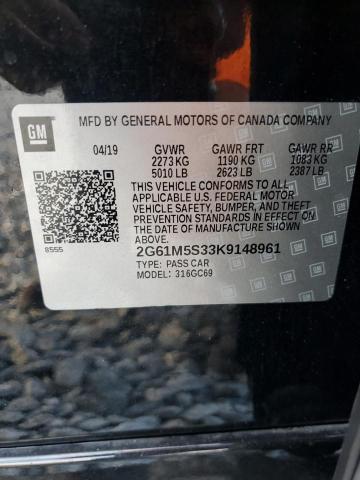 GM
MFD BY GENERAL MOTORS OF CANADA COMPANY
04/19 GVWR GAWR FRT GAWR RR
2273 KG 1190 KG 1083 KG
5010 LB 2623 LB 2387 LB
THIS VEHICLE CONFORMS TO ALL
APPLICABLE U.S. FEDERAL MOTOR
VEHICLE SAFETY, BUMPER, AND THEFT
PREVENTION STANDARDS IN EFFECT ON
THE DATE OF MANUFACTURE SHOWN ABOVE.
2G61M5S33K9148961
8555 TYPE: PASS CAR
MODEL: 316GC69